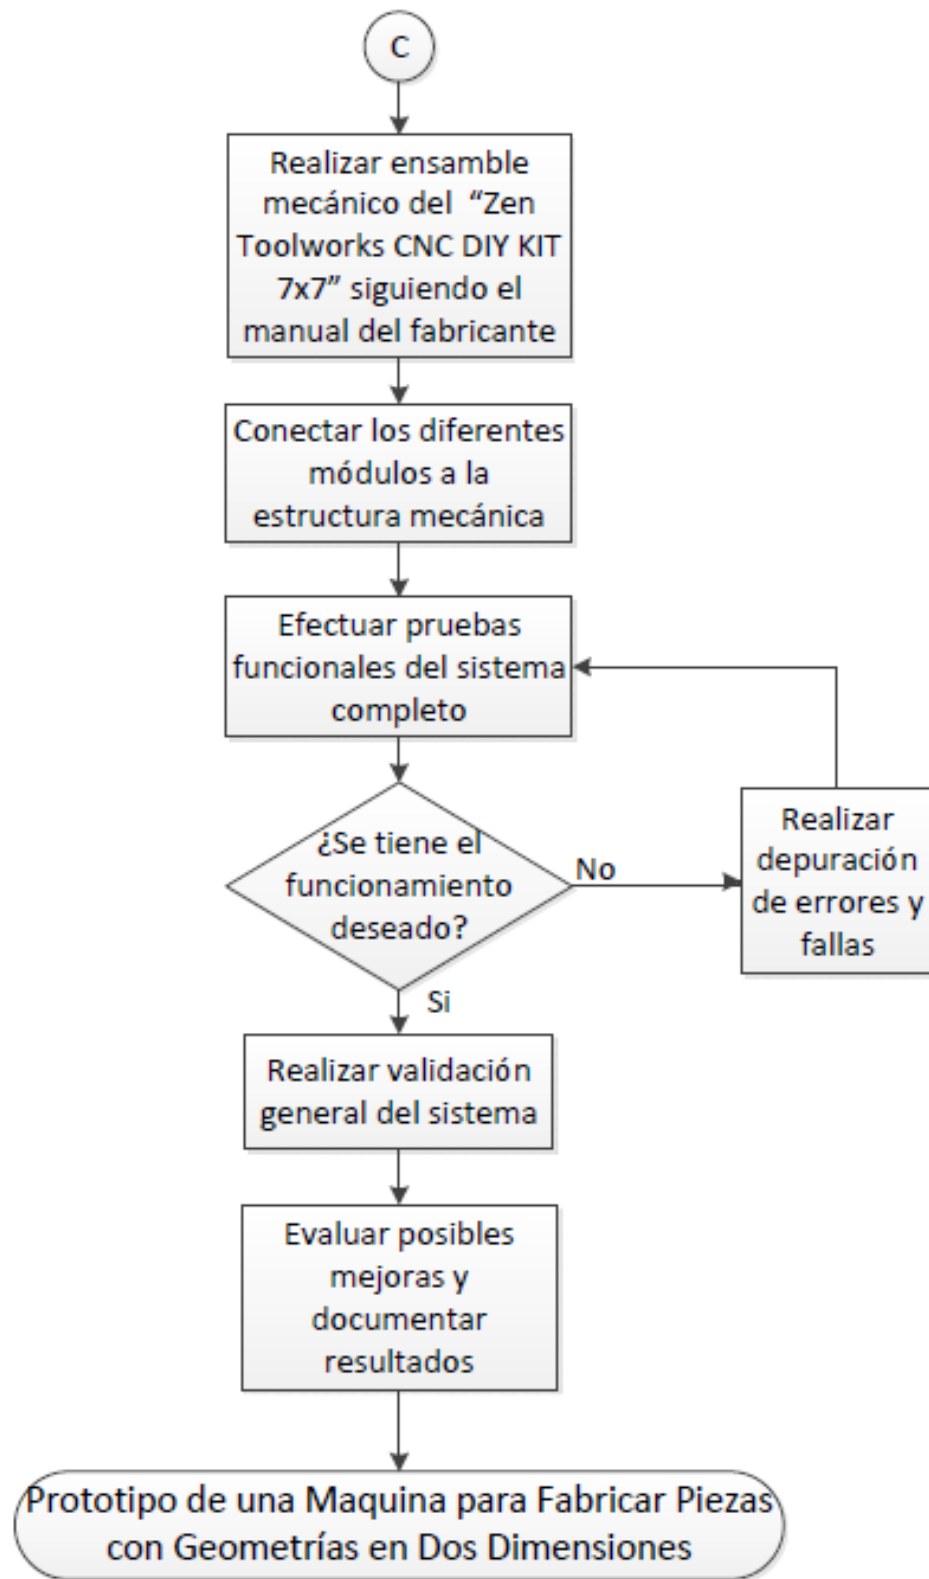 C
Realizar ensamble
mecánico del “Zen
Toolworks CNC DIY KIT
7x7” siguiendo el
manual del fabricante
Conectar los diferentes
módulos a la
estructura mecánica
Efectuar pruebas
funcionales del sistema
completo
¿Se tiene el
funcionamiento
deseado?
No
Realizar
depuración
de errores y
fallas
Si
Realizar validación
general del sistema
Evaluar posibles
mejoras y
documentar
resultados
Prototipo de una Maquina para Fabricar Piezas
con Geometrías en Dos Dimensiones